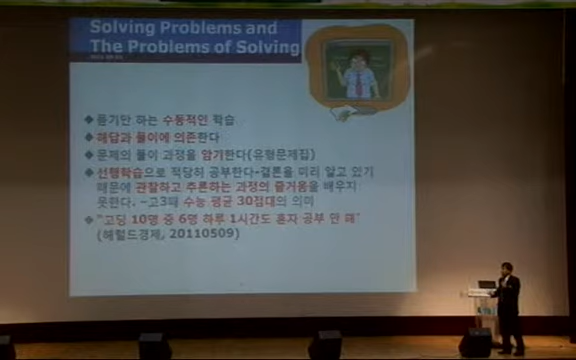 Solving Problems and
The Problems of Solving
◆ 듣기만 하는 수동적인 학습
◆ 해답과 풀이에 의존한다
◆ 문제의 풀이 과정을 암기한다(유형문제집)
◆ 선행학습으로 적당히 공부한다-결론을 미리 알고 있기
때문에 관찰하고 추론하는 과정의 즐거움을 배우지
못한다. -고3때 수능 평균 30점대의 의미
◆ "고딩 10명 중 6명 하루 1시간도 혼자 공부 안 해"
(헤럴드경제, 20110509)